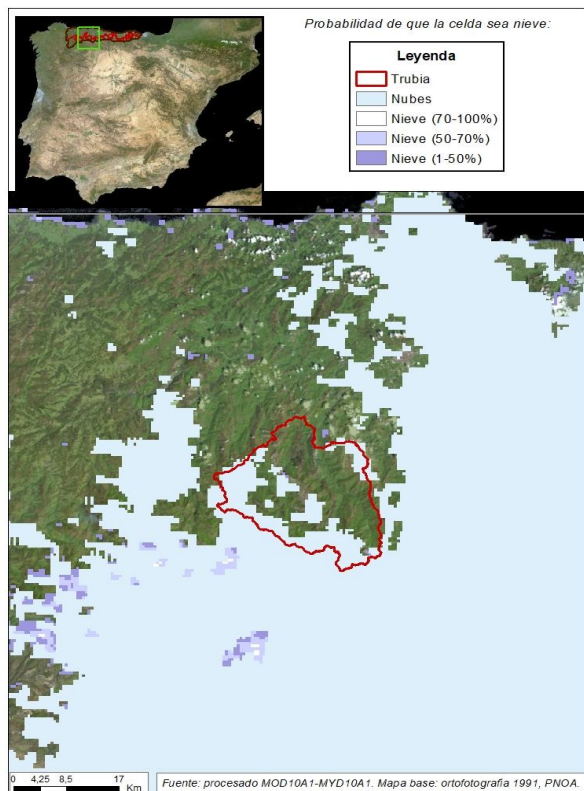 Probabilidad de que la celda sea nieve:
Leyenda
Trubia
Nubes
Nieve (70-100%)
Nieve (50-70%)
Nieve (1-50%)
0 4,25 8,5 17
Km
Fuente: procesado MOD10A1-MYD10A1. Mapa base: ortofotografia 1991, PNOA.